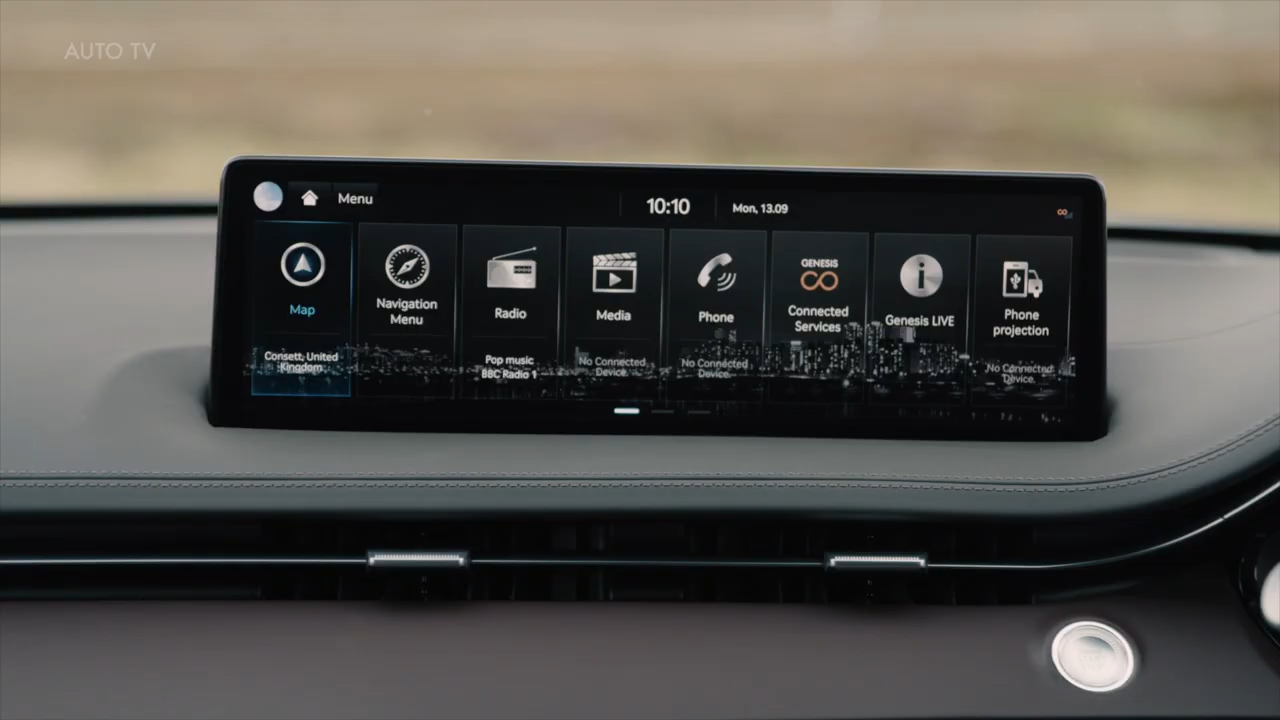 AUTO TV
Menu
10:10
Mon, 13.09
Map
Consett, United
Kingdom
Navigation
Menu
Radio
Pop music
BBC Radio 1
Media
No Connected
Device.
Phone
No Connected
Device.
GENESIS
Connected
Services
Genesis LIVE
Phone
projection
No Connected
Device.